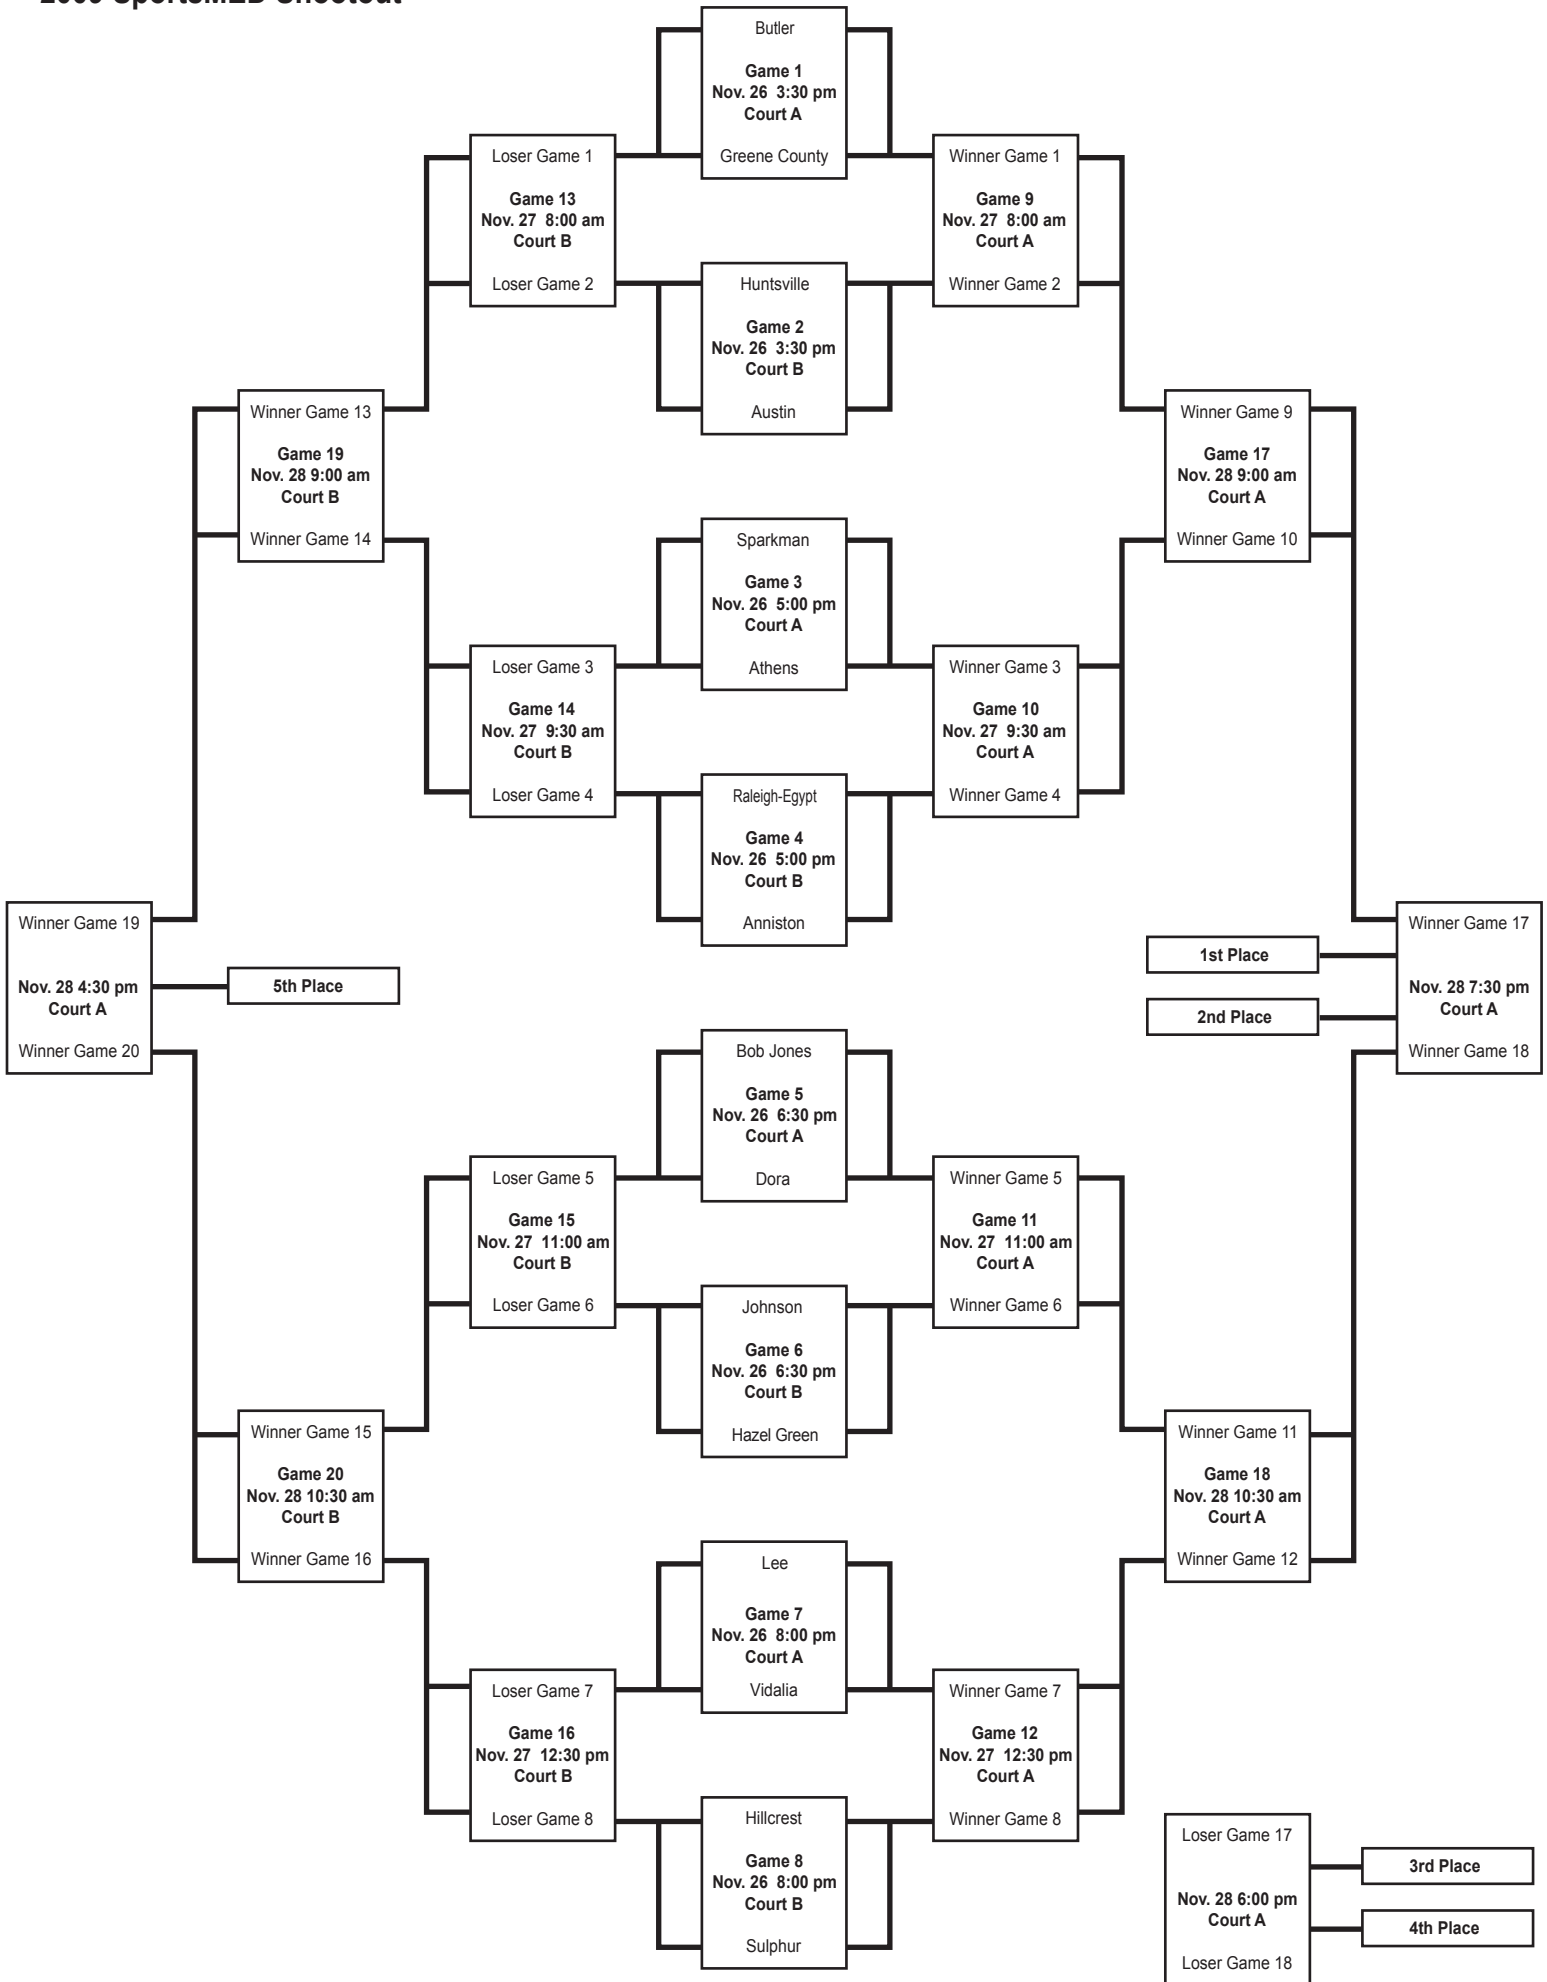 SportsMED Shootout
Butler
Game 1
Nov. 26 3:30 pm
Court A
Greene County
Loser Game 1
Game 13
Nov. 27 8:00 am
Court B
Loser Game 2
Winner Game 1
Game 9
Nov. 27 8:00 am
Court A
Winner Game 2
Huntsville
Game 2
Nov. 26 3:30 pm
Court B
Austin
Winner Game 13
Game 19
Nov. 28 9:00 am
Court B
Winner Game 14
Winner Game 9
Game 17
Nov. 28 9:00 am
Court A
Winner Game 10
Sparkman
Game 3
Nov. 26 5:00 pm
Court A
Athens
Loser Game 3
Game 14
Nov. 27 9:30 am
Court B
Loser Game 4
Winner Game 3
Game 10
Nov. 27 9:30 am
Court A
Winner Game 4
Raleigh-Egypt
Game 4
Nov. 26 5:00 pm
Court B
Anniston
Winner Game 19
Nov. 28 4:30 pm
Court A
Winner Game 20
5th Place
1st Place
2nd Place
Winner Game 17
Nov. 28 7:30 pm
Court A
Winner Game 18
Bob Jones
Game 5
Nov. 26 6:30 pm
Court A
Dora
Loser Game 5
Game 15
Nov. 27 11:00 am
Court B
Loser Game 6
Winner Game 5
Game 11
Nov. 27 11:00 am
Court A
Winner Game 6
Johnson
Game 6
Nov. 26 6:30 pm
Court B
Hazel Green
Winner Game 15
Game 20
Nov. 28 10:30 am
Court B
Winner Game 16
Winner Game 11
Game 18
Nov. 28 10:30 am
Court A
Winner Game 12
Lee
Game 7
Nov. 26 8:00 pm
Court A
Vidalia
Loser Game 7
Game 16
Nov. 27 12:30 pm
Court B
Loser Game 8
Winner Game 7
Game 12
Nov. 27 12:30 pm
Court A
Winner Game 8
Hillcrest
Game 8
Nov. 26 8:00 pm
Court B
Sulphur
Loser Game 17
Nov. 28 6:00 pm
Court A
Loser Game 18
3rd Place
4th Place